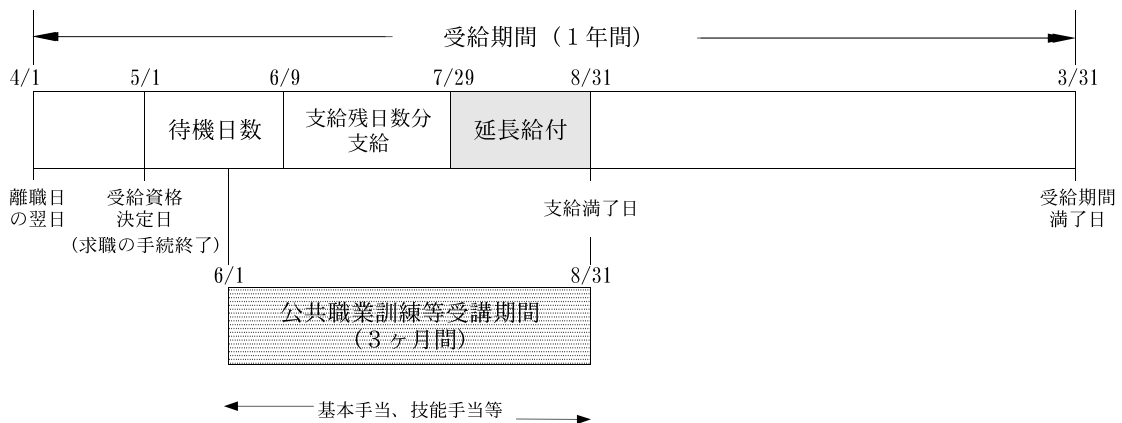 受給期間（１年間）
4/1
5/1
6/9
7/29
8/31
3/31
待機日数
支給残日数分
支給
延長給付
離職日
の翌日
受給資格
決定日
（求職の手続終了）
支給満了日
受給期間
満了日
6/1
8/31
公共職業訓練等受講期間
（３ヶ月間）
基本手当、技能手当等